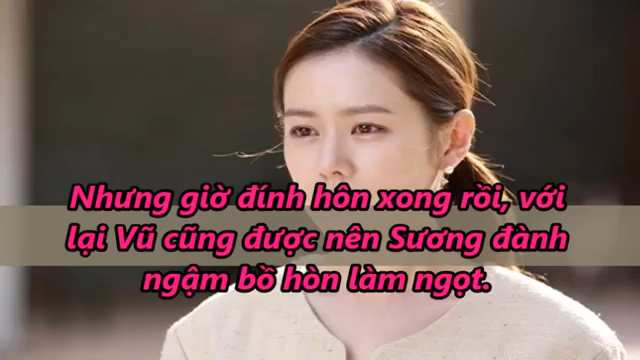 Nhưng giờ đính hôn xong rồi, với
lại Vũ cũng được nên Sương đành
ngậm bồ hòn làm ngọt.